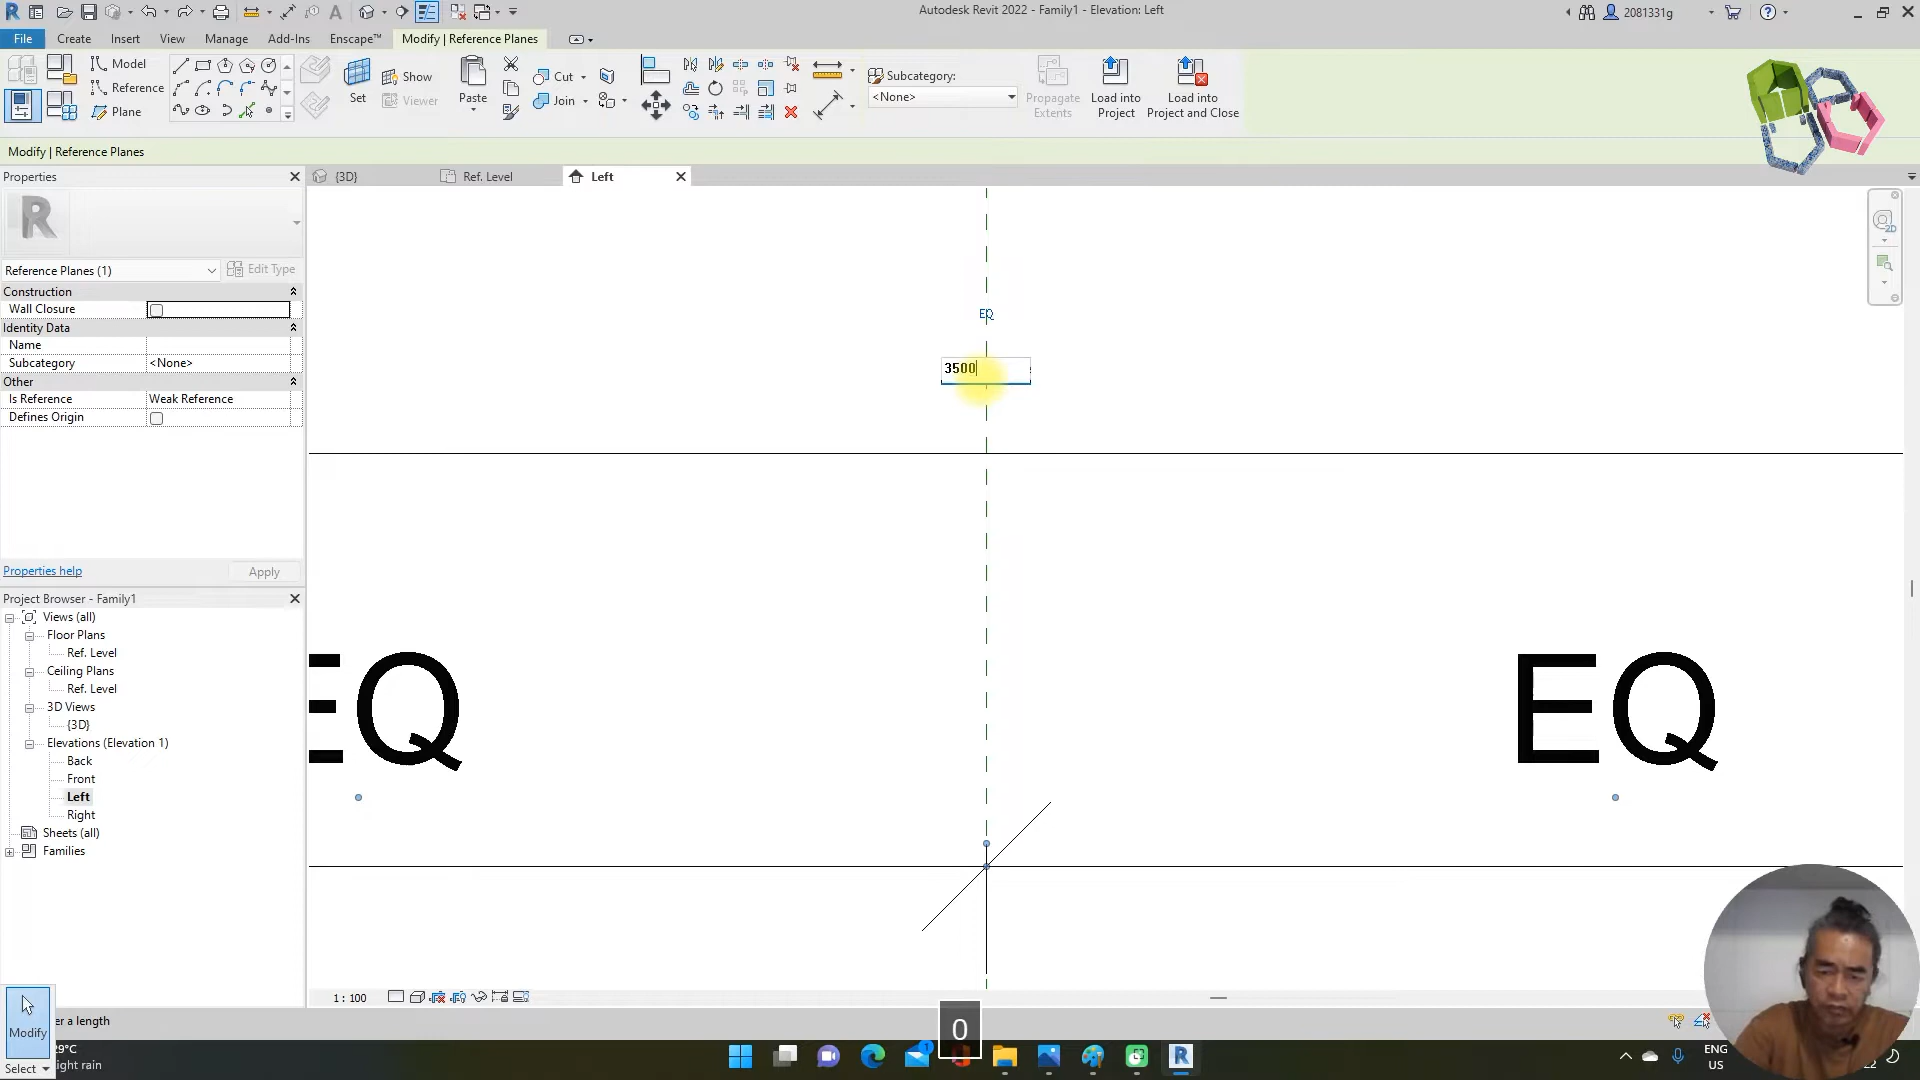 Autodesk Revit 2022 - Family1 - Elevation: Left
2081331g
File
Create
Insert
View
Manage
Add-Ins
Enscape™
Modify | Reference Planes
Model
Reference
Plane
Set
Show
Viewer
Paste
Cut
Join
Subcategory:
<None>
Propagate
Extents
Load into
Project
Load into
Project and Close
Modify | Reference Planes
Properties
{3D}
Ref. Level
Left
R
Reference Planes (1)
Edit Type
Construction
Wall Closure
Identity Data
Name
Subcategory
<None>
Other
Is Reference
Weak Reference
Defines Origin
Properties help
Apply
Project Browser - Family1
Views (all)
Floor Plans
Ref. Level
Ceiling Plans
Ref. Level
3D Views
{3D}
Elevations (Elevation 1)
Back
Front
Left
Right
Sheets (all)
Families
EQ
3500
EQ
EQ
1 : 100
0
Modify
er a length
Select
29°C
ight rain
ENG
US